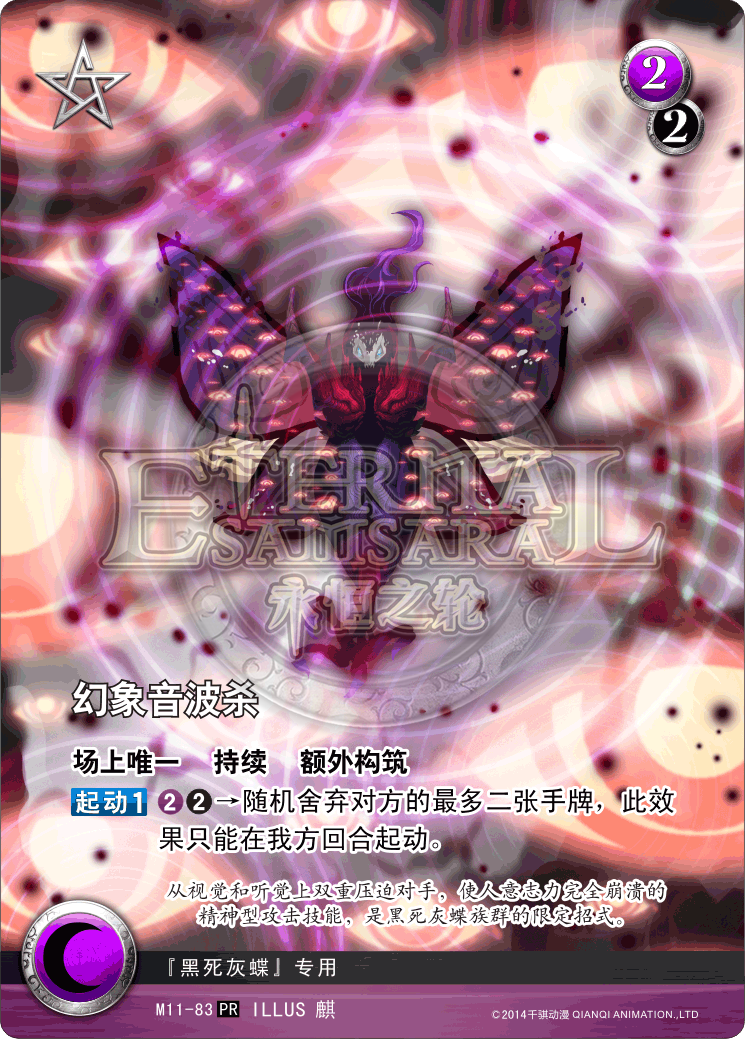 2
2
ETERNAL
SAMSARA
永恒之轮
幻象音波杀
场上唯一 持续 额外构筑
起动1 2 2→随机舍弃对方的最多二张手牌，此效
果只能在我方回合起动。
从视觉和听觉上双重压迫对手，使人意志力完全崩溃的
精神型攻击技能，是黑死灰蝶族群的限定招式。
『黑死灰蝶』专用
M11-83 PR ILLUS 麒
©2014千骐动漫 QIANQI ANIMATION.,LTD